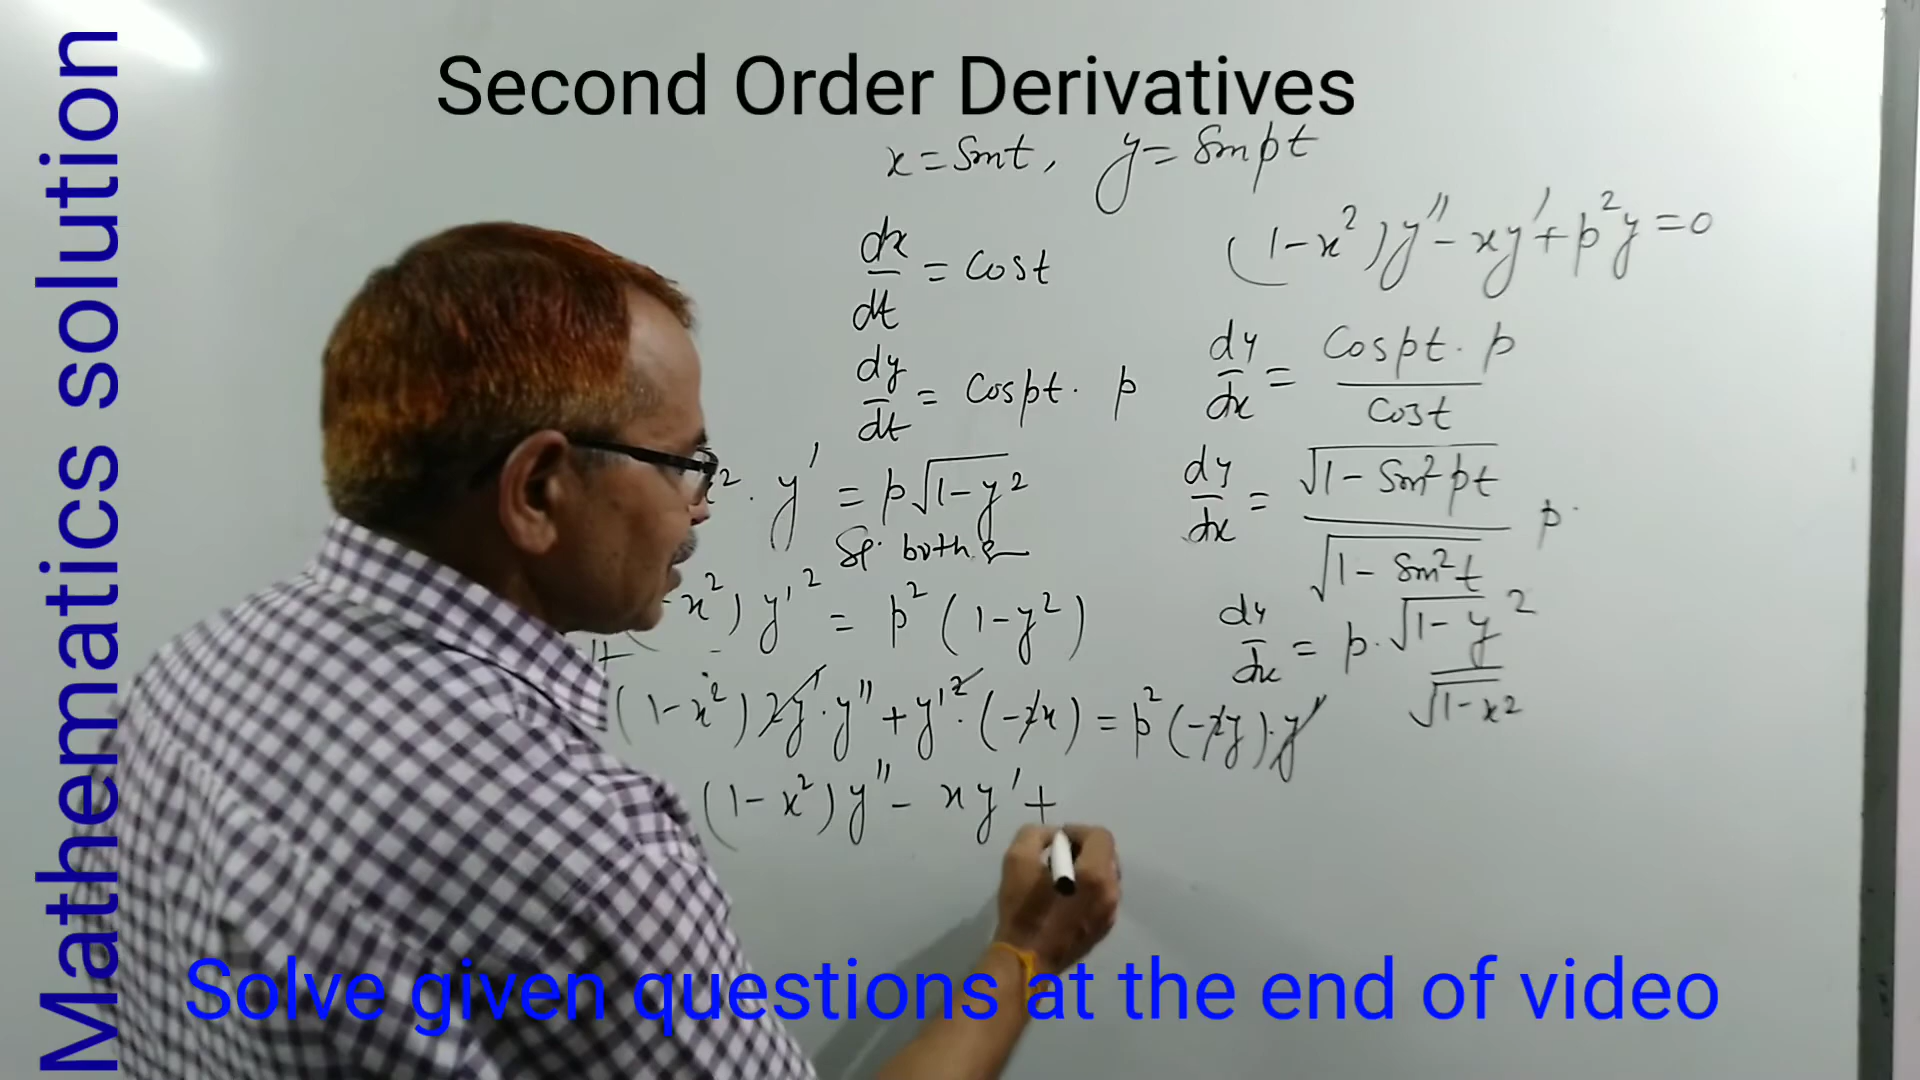 Mathematics solution
Second Order Derivatives
x = Sint, y = Sin pt
(1-x²)y'' - xy' + p²y = 0
dx/dt = Cost
dy/dt = Cospt · p
dy/dx = Cospt · p / Cost
x² · y' = p√1-y²
dy/dx = √1-Sin²pt / √1-Sin²t p.
Sq. both
-x²) y'² = p² (1-y²)
dy/dx = p · √1-y² / √1-x²
(1-x²) 2y' · y'' + y'² · (-2x) = p² (-2y) · y'
(1-x²) y'' - xy' +
Solve given questions at the end of video